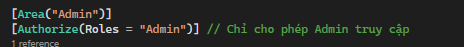 [Area("Admin")]
[Authorize(Roles = "Admin")] // Chỉ cho phép Admin truy cập
1 reference